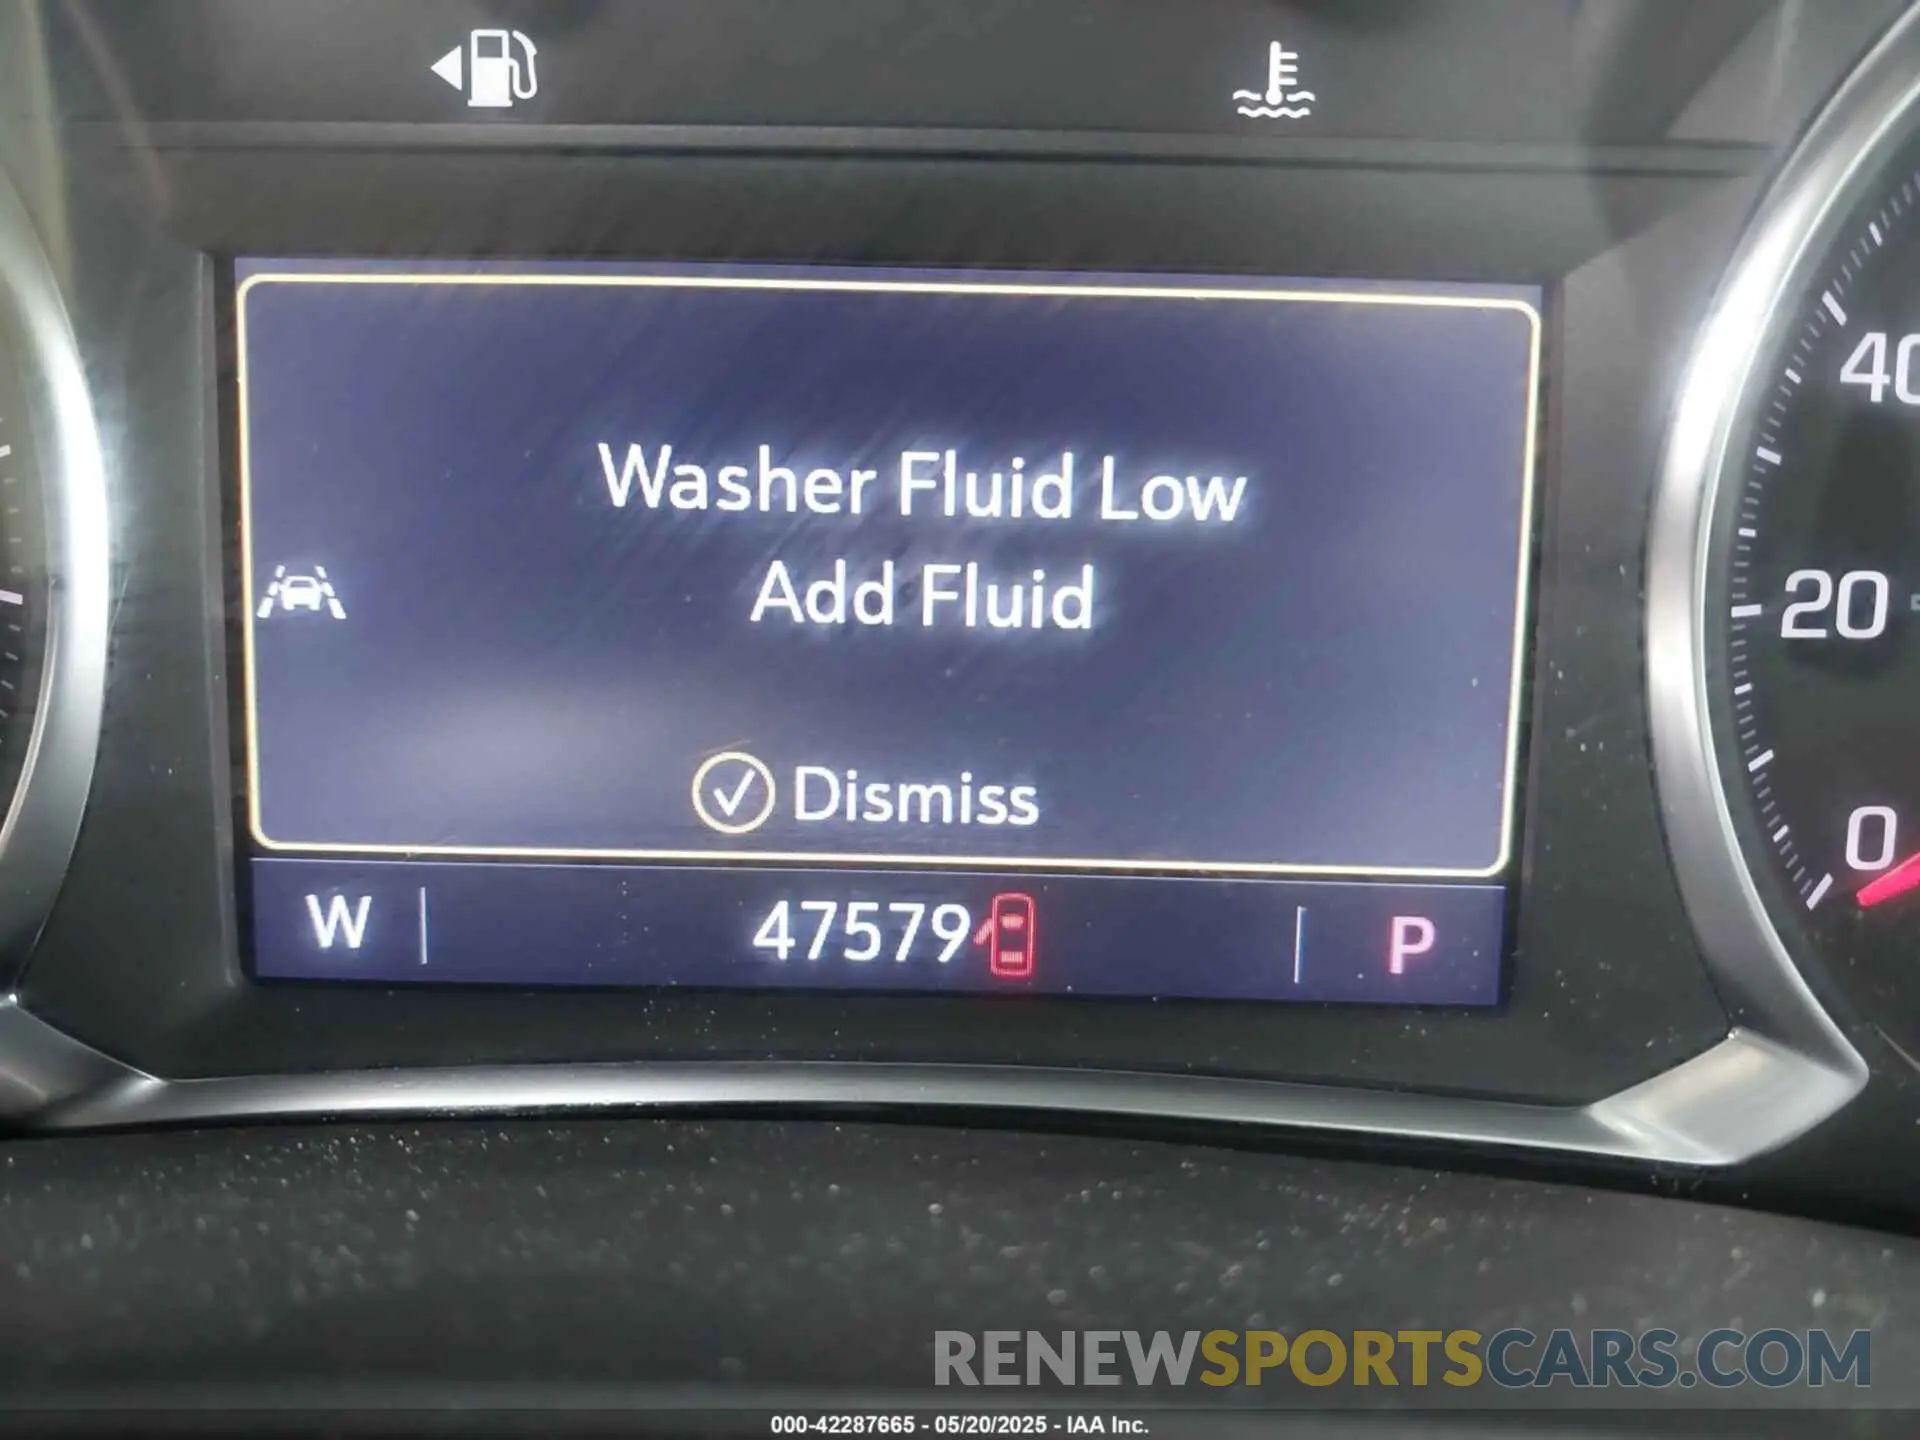 Washer Fluid Low
Add Fluid
Dismiss
W 47579 P
40
20
0
RENEWSPORTSCARS.COM
000-42287665 - 05/20/2025 - IAA Inc.